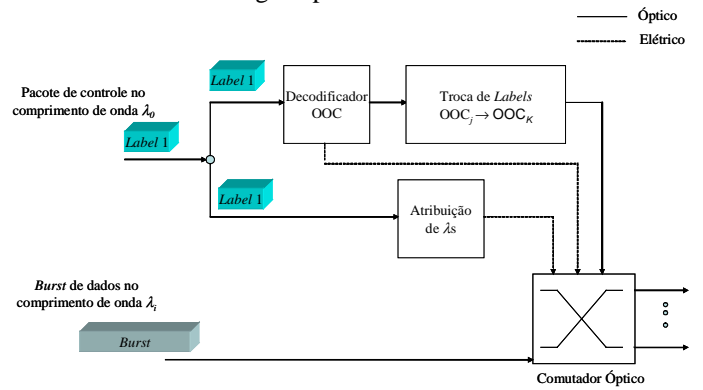 Óptico
Elétrico
Pacote de controle no
comprimento de onda λ0
Label 1
Label 1
Decodificador
OOC
Troca de Labels
OOCj → OOCK
Label 1
Atribuição
de λs
Burst de dados no
comprimento de onda λi
Burst
Comutador Óptico